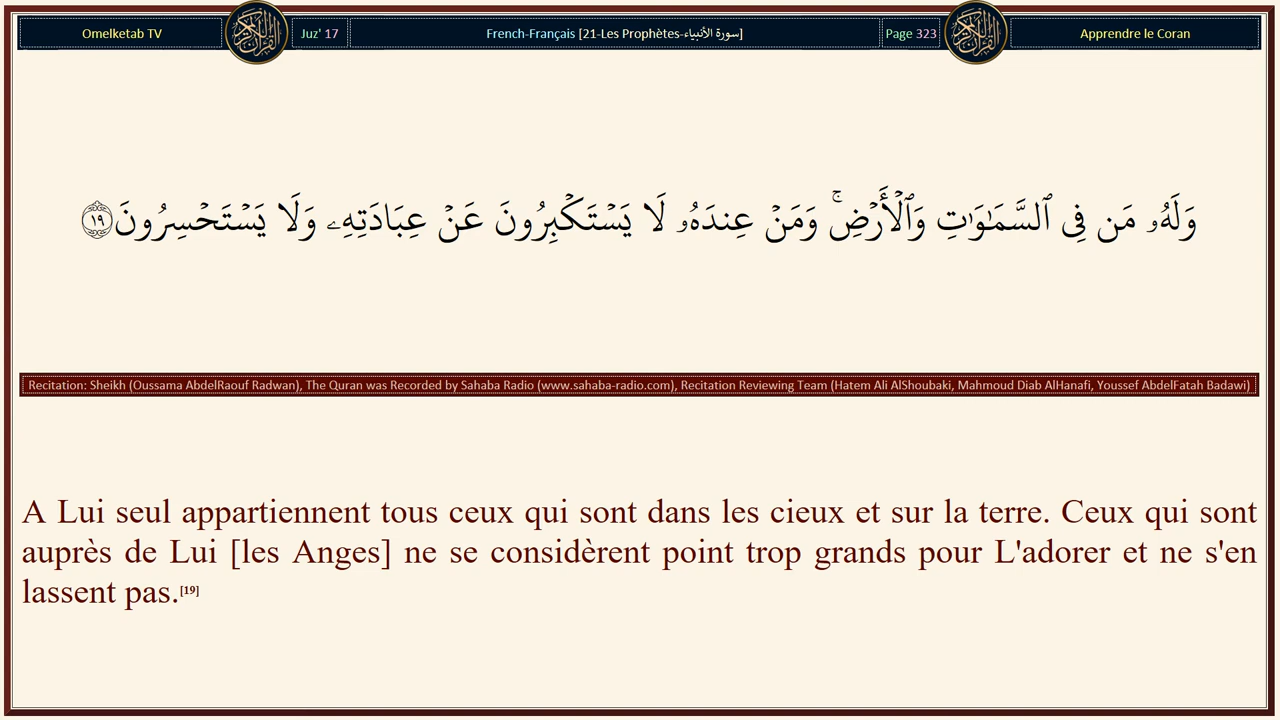 Omelketab TV
Juz' 17
French-Français [21-Les Prophètes-سورة الأنبياء]
Page 323
Apprendre le Coran
وَلَهُۥ مَن فِى ٱلسَّمَـٰوَٰتِ وَٱلْأَرْضِ ۚ وَمَنْ عِندَهُۥ لَا يَسْتَكْبِرُونَ عَنْ عِبَادَتِهِۦ وَلَا يَسْتَحْسِرُونَ ١٩
Recitation: Sheikh (Oussama AbdelRaouf Radwan), The Quran was Recorded by Sahaba Radio (www.sahaba-radio.com), Recitation Reviewing Team (Hatem Ali AlShoubaki, Mahmoud Diab AlHanafi, Youssef AbdelFatah Badawi)
A Lui seul appartiennent tous ceux qui sont dans les cieux et sur la terre. Ceux qui sont
auprès de Lui [les Anges] ne se considèrent point trop grands pour L'adorer et ne s'en
lassent pas.[19]